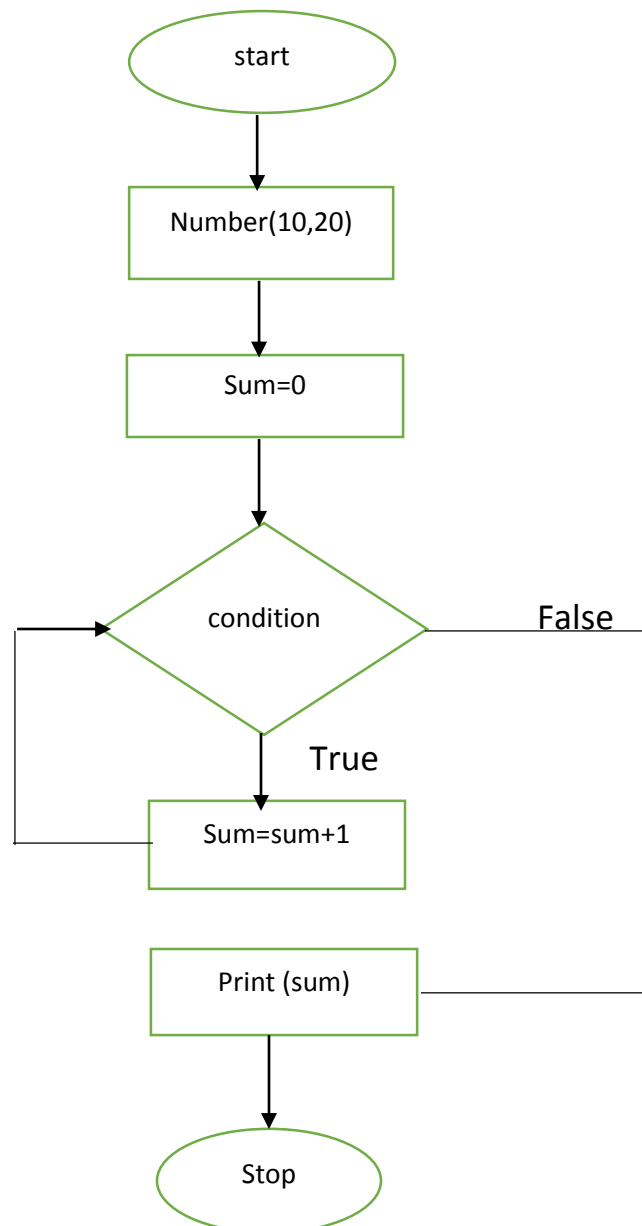 start
Number(10,20)
Sum=0
condition
False
True
Sum=sum+1
Print (sum)
Stop